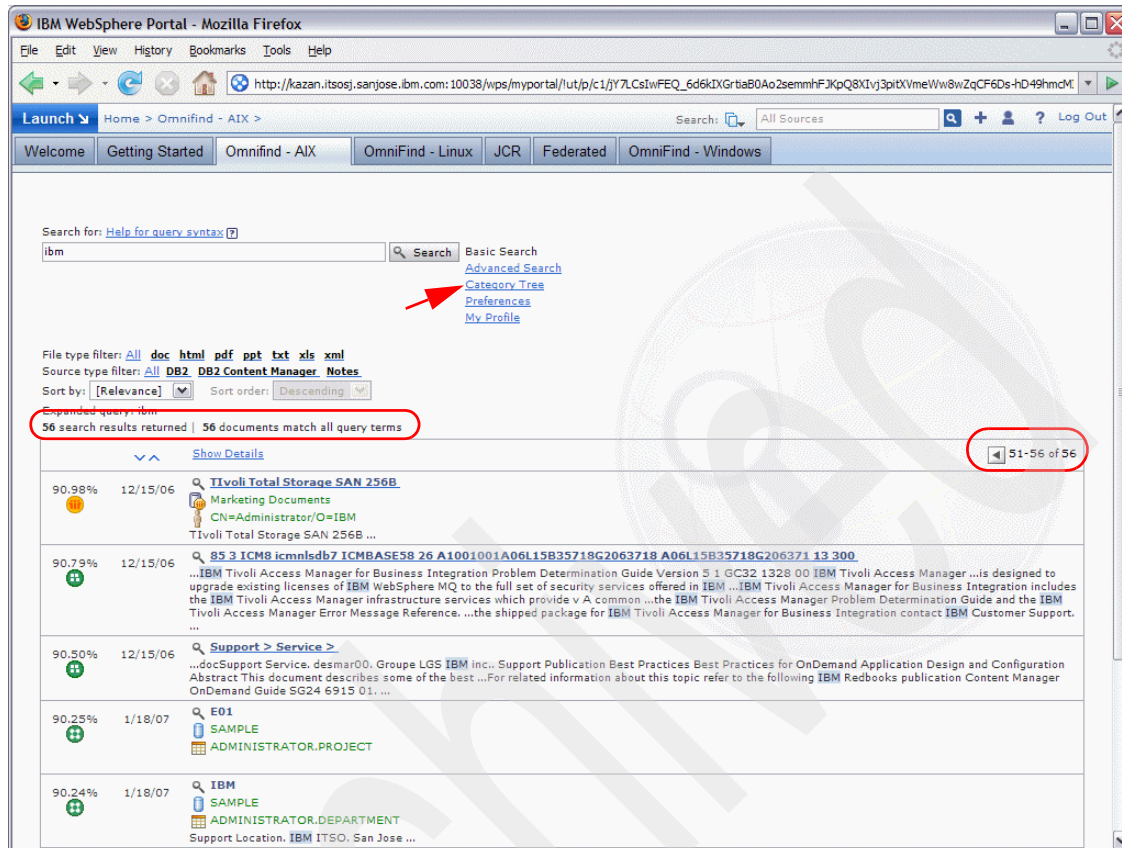 IBM WebSphere Portal - Mozilla Firefox
File Edit View History Bookmarks Tools Help
Launch Home > Omnifind - AIX > Search: All Sources ? Log Out
Welcome Getting Started Omnifind - AIX OmniFind - Linux JCR Federated OmniFind - Windows
Search for: Help for query syntax ?
ibm Search Basic Search
Advanced Search
Category Tree
Preferences
My Profile
File type filter: All doc html pdf ppt txt xls xml
Source type filter: All DB2 DB2 Content Manager Notes
Sort by: [Relevance] Sort order: Descending
Expanded query: ibm
56 search results returned | 56 documents match all query terms
Show Details 51-56 of 56
90.98% 12/15/06 TIvoli Total Storage SAN 256B
Marketing Documents
CN=Administrator/O=IBM
TIvoli Total Storage SAN 256B ...
90.79% 12/15/06 85 3 ICM8 icmnlsdb7 ICMBASE58 26 A1001001A06L15B35718G2063718 A06L15B35718G206371 13 300
...IBM Tivoli Access Manager for Business Integration Problem Determination Guide Version 5 1 GC32 1328 00 IBM Tivoli Access Manager ...is designed to
upgrade existing licenses of IBM WebSphere MQ to the full set of security services offered in IBM ...IBM Tivoli Access Manager for Business Integration includes
the IBM Tivoli Access Manager infrastructure services which provide v A common ...the IBM Tivoli Access Manager Problem Determination Guide and the IBM
Tivoli Access Manager Error Message Reference. ...the shipped package for IBM Tivoli Access Manager for Business Integration contact IBM Customer Support.
...
90.50% 12/15/06 Support > Service >
...docSupport Service. desmar00. Groupe LGS IBM inc.. Support Publication Best Practices Best Practices for OnDemand Application Design and Configuration
Abstract This document describes some of the best ...For related information about this topic refer to the following IBM Redbooks publication Content Manager
OnDemand Guide SG24 6915 01. ...
90.25% 1/18/07 E01
SAMPLE
ADMINISTRATOR.PROJECT
90.24% 1/18/07 IBM
SAMPLE
ADMINISTRATOR.DEPARTMENT
Support Location. IBM ITSO. San Jose ...